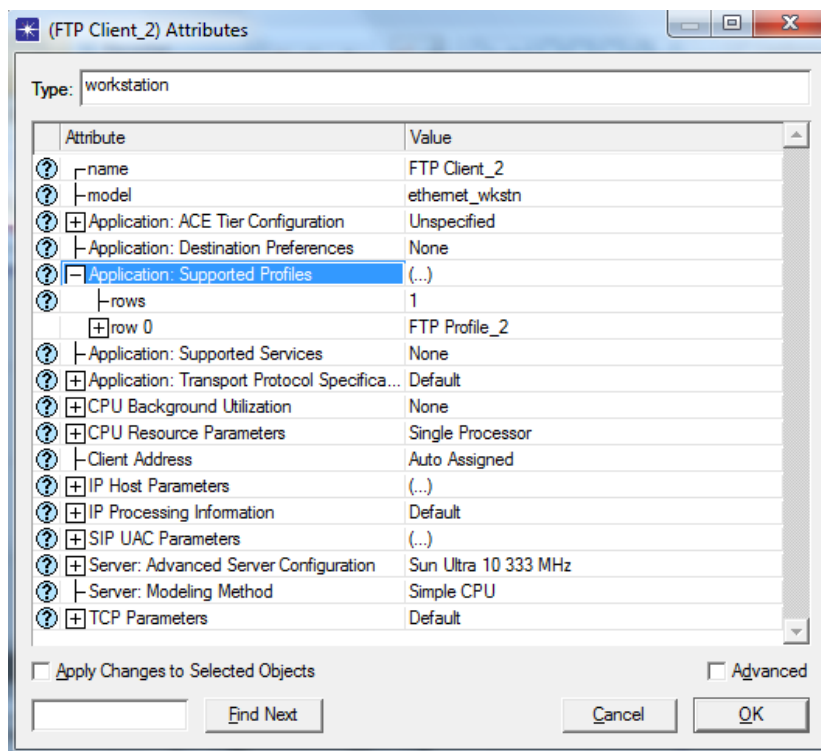 (FTP Client_2) Attributes
Type: workstation
Attribute Value
name FTP Client_2
model ethernet_wkstn
Application: ACE Tier Configuration Unspecified
Application: Destination Preferences None
Application: Supported Profiles (...)
rows 1
row 0 FTP Profile_2
Application: Supported Services None
Application: Transport Protocol Specifica... Default
CPU Background Utilization None
CPU Resource Parameters Single Processor
Client Address Auto Assigned
IP Host Parameters (...)
IP Processing Information Default
SIP UAC Parameters (...)
Server: Advanced Server Configuration Sun Ultra 10 333 MHz
Server: Modeling Method Simple CPU
TCP Parameters Default
Apply Changes to Selected Objects Advanced
Find Next Cancel OK